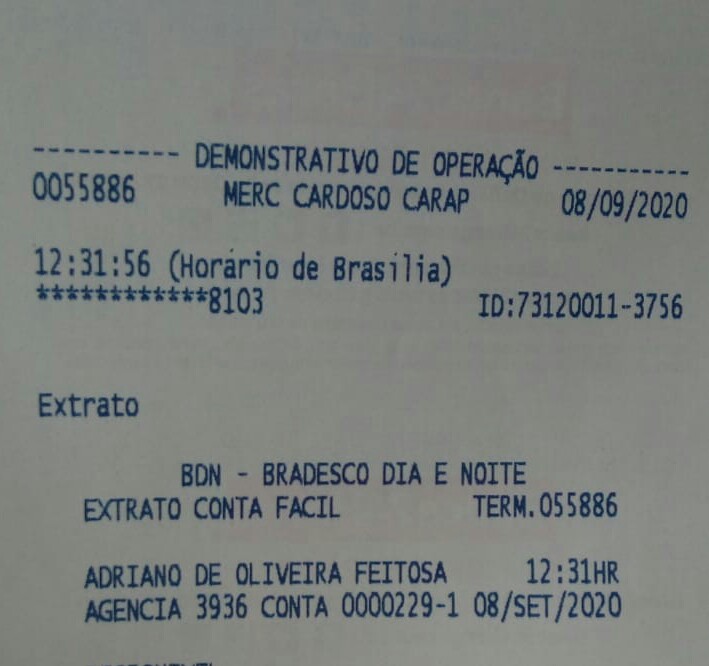 ---------- DEMONSTRATIVO DE OPERAÇÃO -----------
0055886 MERC CARDOSO CARAP 08/09/2020
12:31:56 (Horário de Brasília)
************8103 ID:73120011-3756
Extrato
BDN - BRADESCO DIA E NOITE
EXTRATO CONTA FACIL TERM.055886
ADRIANO DE OLIVEIRA FEITOSA 12:31HR
AGENCIA 3936 CONTA 0000229-1 08/SET/2020